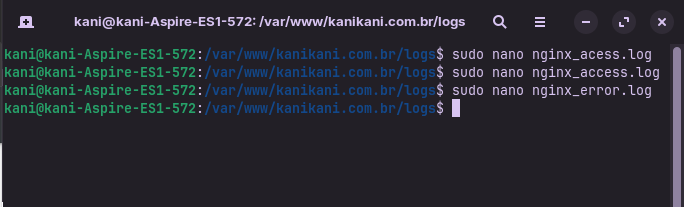 kani@kani-Aspire-ES1-572: /var/www/kanikani.com.br/logs
kani@kani-Aspire-ES1-572:/var/www/kanikani.com.br/logs$ sudo nano nginx_acess.log
kani@kani-Aspire-ES1-572:/var/www/kanikani.com.br/logs$ sudo nano nginx_access.log
kani@kani-Aspire-ES1-572:/var/www/kanikani.com.br/logs$ sudo nano nginx_error.log
kani@kani-Aspire-ES1-572:/var/www/kanikani.com.br/logs$